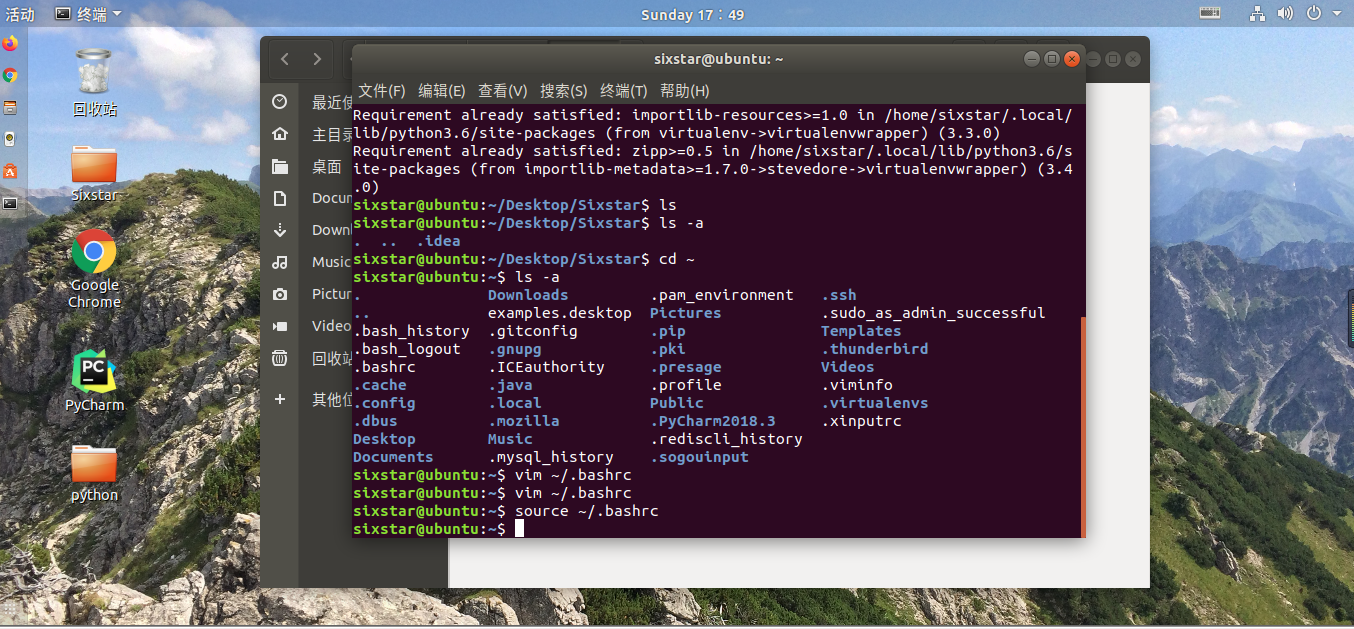 活动
终端
Sunday 17：49
回收站
Sixstar
Google
Chrome
PyCharm
python
最近使
主目录
桌面
Docun
Down
Music
Pictur
Video
回收站
其他位
sixstar@ubuntu: ~
文件(F) 编辑(E) 查看(V) 搜索(S) 终端(T) 帮助(H)
Requirement already satisfied: importlib-resources>=1.0 in /home/sixstar/.local/
lib/python3.6/site-packages (from virtualenv->virtualenvwrapper) (3.3.0)
Requirement already satisfied: zipp>=0.5 in /home/sixstar/.local/lib/python3.6/s
ite-packages (from importlib-metadata>=1.7.0->stevedore->virtualenvwrapper) (3.4
.0)
sixstar@ubuntu:~/Desktop/Sixstar$ ls
sixstar@ubuntu:~/Desktop/Sixstar$ ls -a
. .. .idea
sixstar@ubuntu:~/Desktop/Sixstar$ cd ~
sixstar@ubuntu:~$ ls -a
. Downloads .pam_environment .ssh
.. examples.desktop Pictures .sudo_as_admin_successful
.bash_history .gitconfig .pip Templates
.bash_logout .gnupg .pki .thunderbird
.bashrc .ICEauthority .presage Videos
.cache .java .profile .viminfo
.config .local Public .virtualenvs
.dbus .mozilla .PyCharm2018.3 .xinputrc
Desktop Music .rediscli_history
Documents .mysql_history .sogouinput
sixstar@ubuntu:~$ vim ~/.bashrc
sixstar@ubuntu:~$ vim ~/.bashrc
sixstar@ubuntu:~$ source ~/.bashrc
sixstar@ubuntu:~$